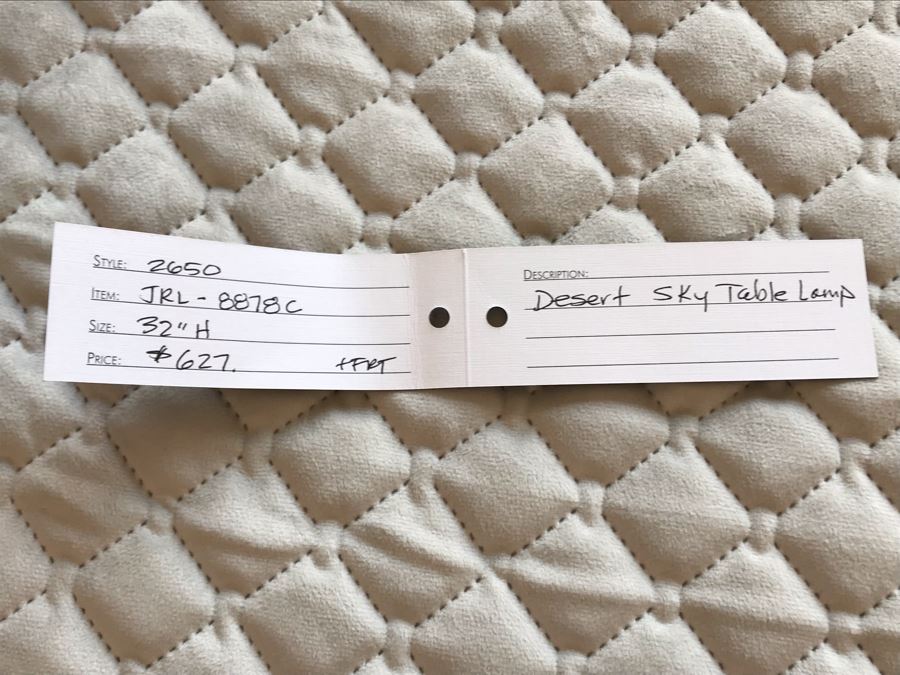 STYLE: 2650
ITEM: JRL-8878C
SIZE: 32" H
PRICE: $627. +FRT
DESCRIPTION:
Desert Sky Table Lamp